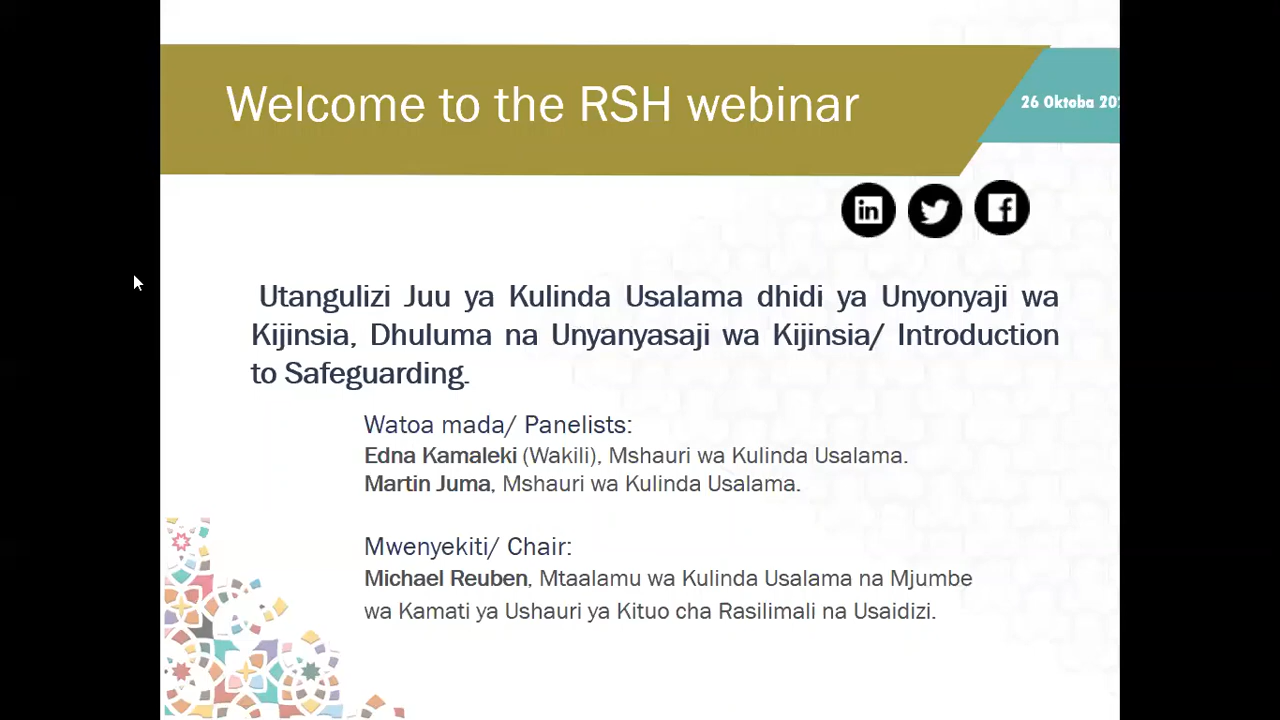 Welcome to the RSH webinar
26 Oktoba
Utangulizi Juu ya Kulinda Usalama dhidi ya Unyonyaji wa
Kijinsia, Dhuluma na Unyanyasaji wa Kijinsia/ Introduction
to Safeguarding.
Watoa mada/ Panelists:
Edna Kamaleki (Wakili), Mshauri wa Kulinda Usalama.
Martin Juma, Mshauri wa Kulinda Usalama.
Mwenyekiti/ Chair:
Michael Reuben, Mtaalamu wa Kulinda Usalama na Mjumbe
wa Kamati ya Ushauri ya Kituo cha Rasilimali na Usaidizi.